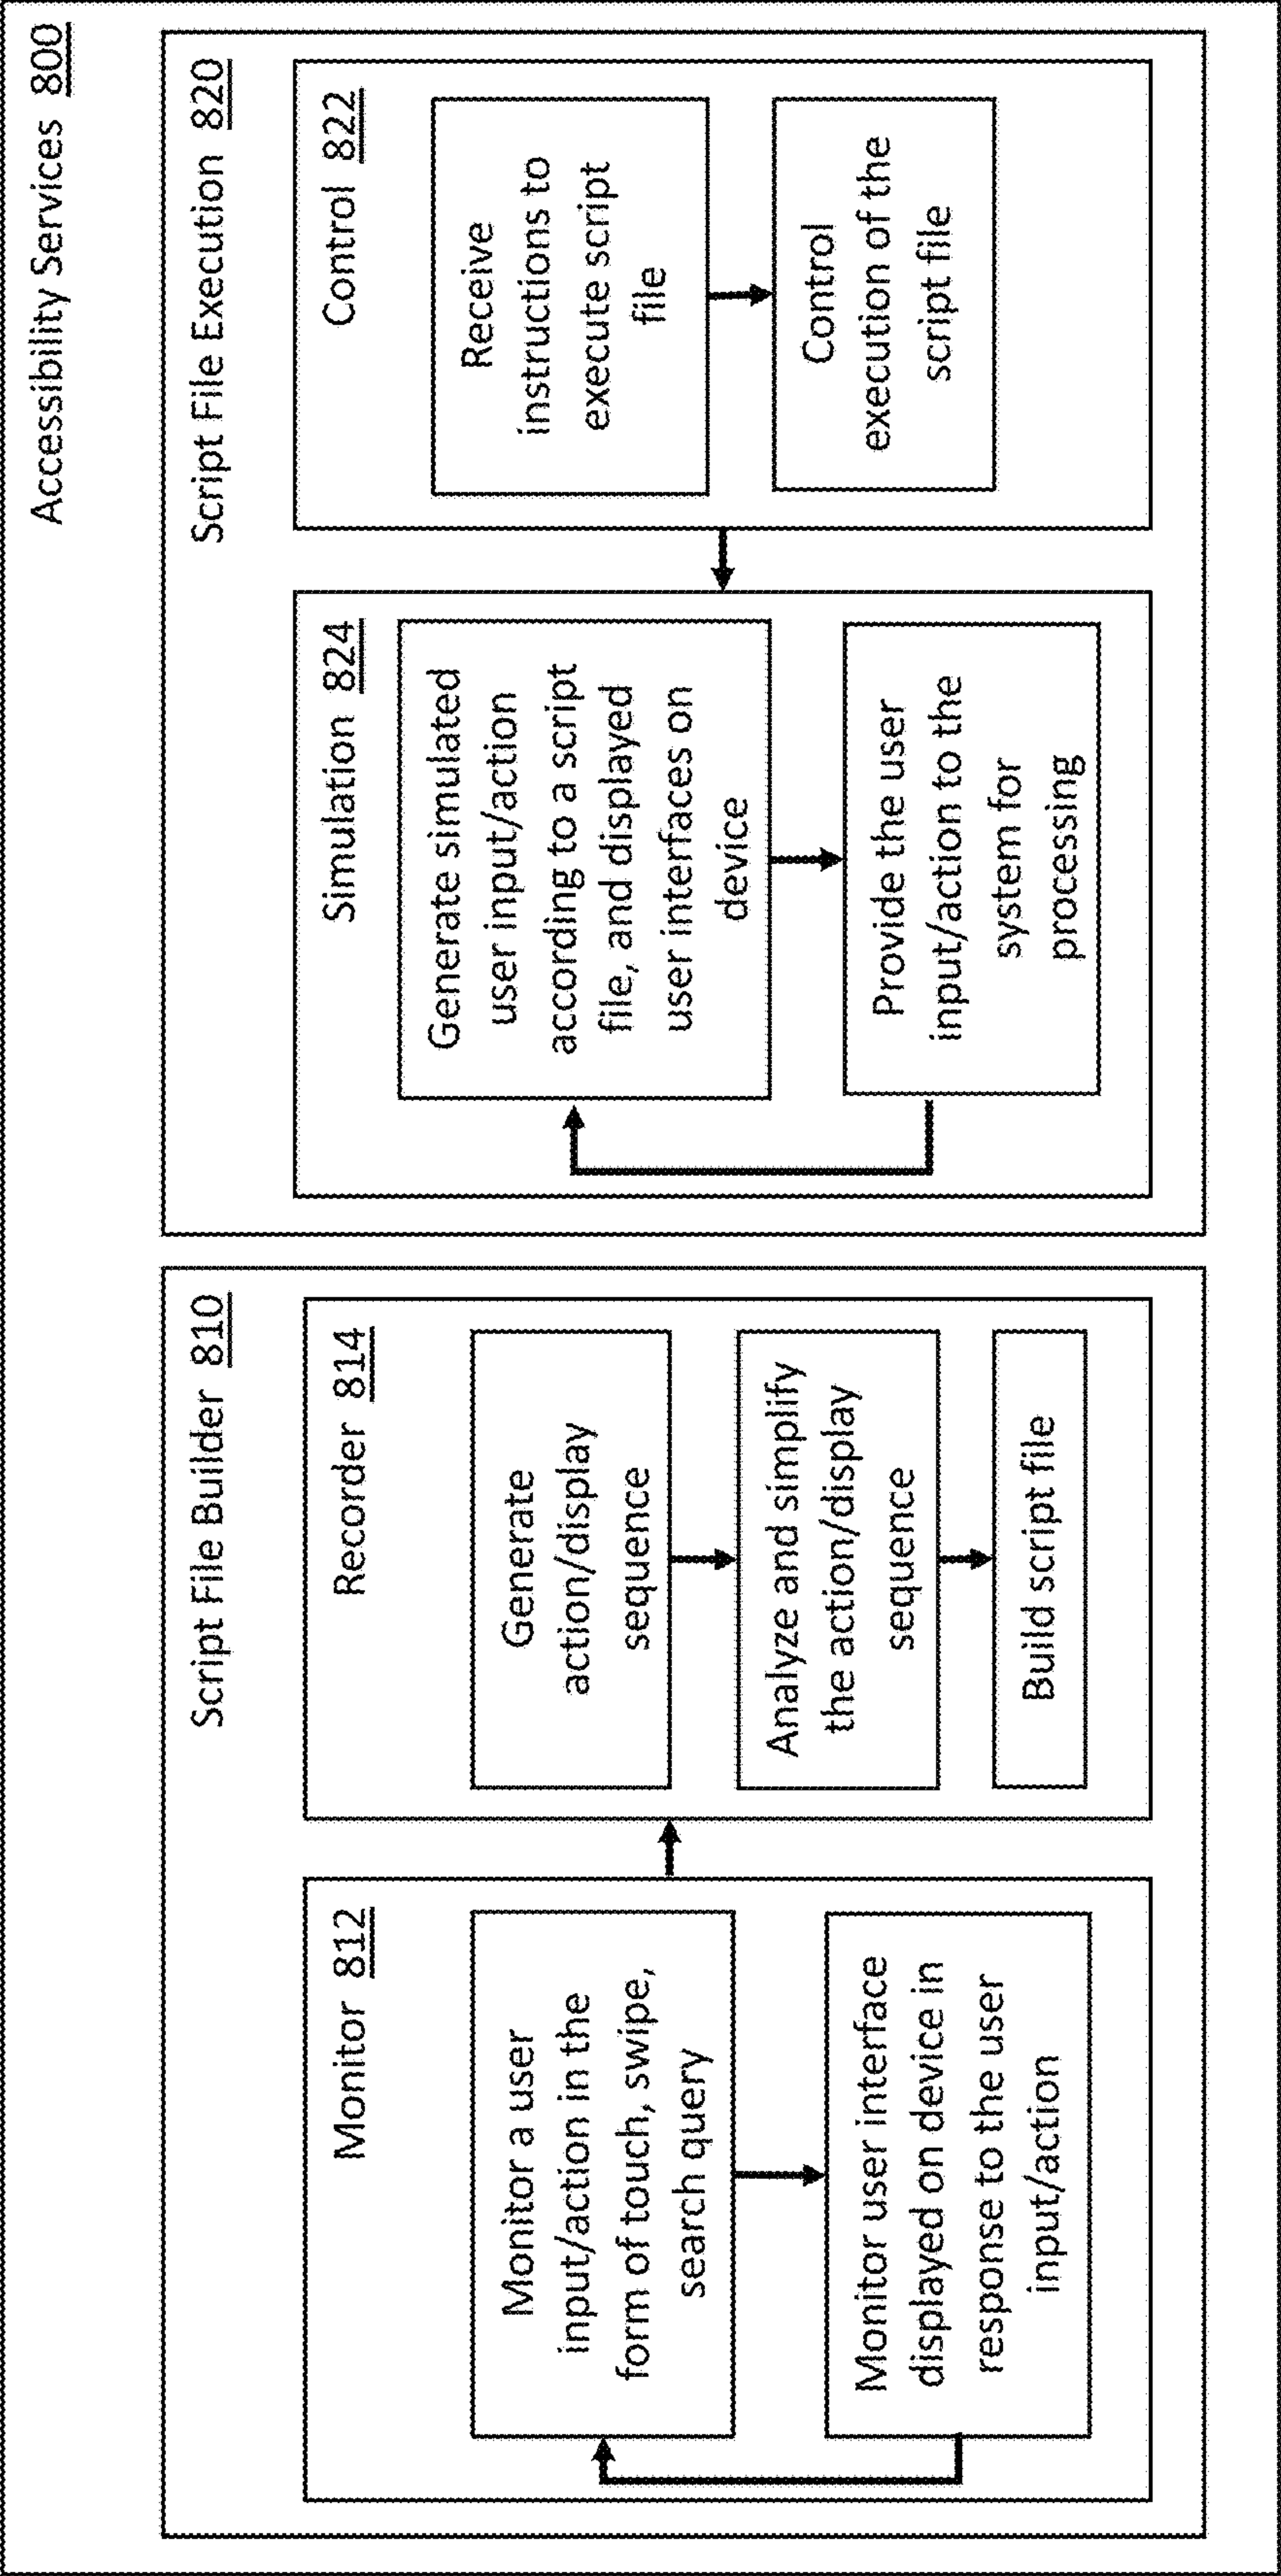 Accessibility Services 800
Script File Builder 810
Monitor 812
Monitor a user
input/action in the
form of touch, swipe,
search query
Monitor user interface
displayed on device in
response to the user
input/action
Recorder 814
Generate
action/display
sequence
Analyze and simplify
the action/display
sequence
Build script file
Script File Execution 820
Simulation 824
Generate simulated
user input/action
according to a script
file, and displayed
user interfaces on
device
Provide the user
input/action to the
system for
processing
Control 822
Receive
instructions to
execute script
file
Control
execution of the
script file